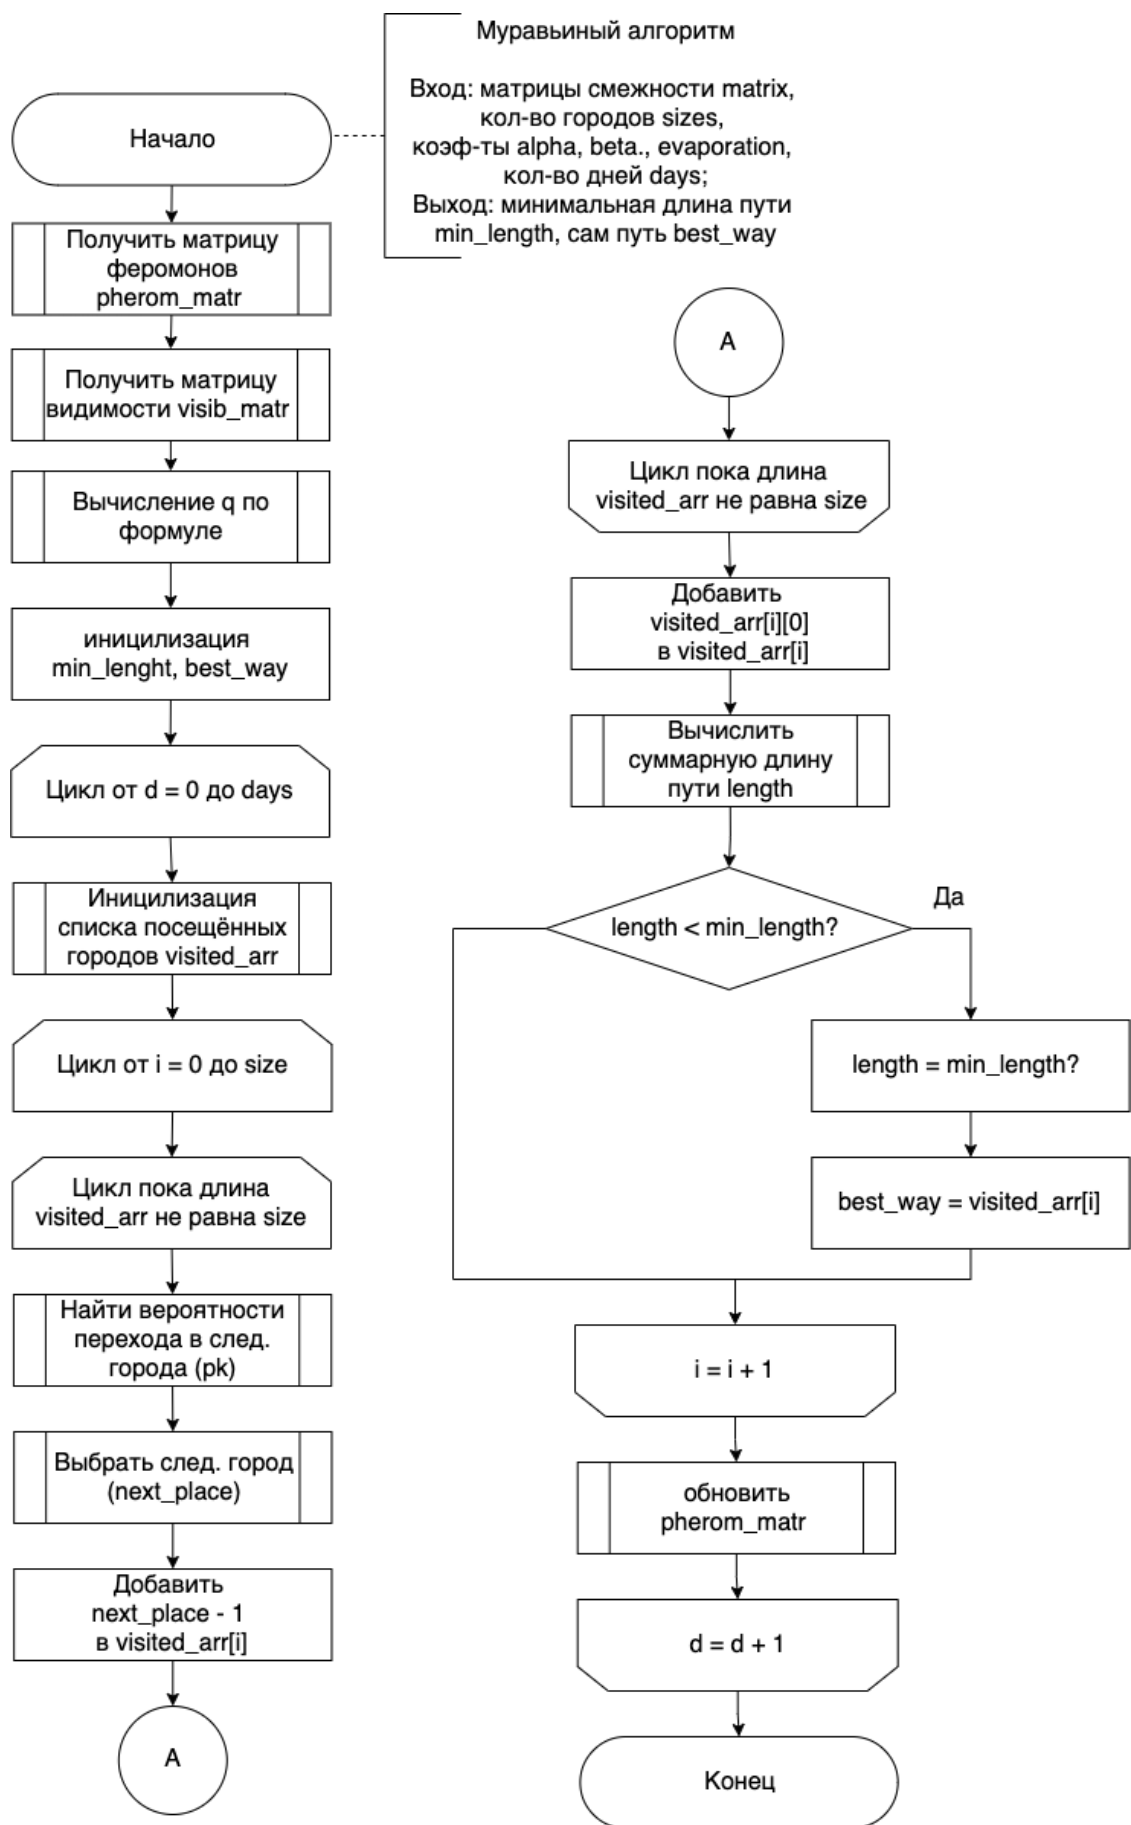 Муравьиный алгоритм
Вход: матрицы смежности matrix,
кол-во городов sizes,
коэф-ты alpha, beta., evaporation,
кол-во дней days;
Выход: минимальная длина пути
min_length, сам путь best_way
Начало
Получить матрицу
феромонов
pherom_matr
Получить матрицу
видимости visib_matr
Вычисление q по
формуле
иницилизация
min_lenght, best_way
Цикл от d = 0 до days
Иницилизация
списка посещённых
городов visited_arr
Цикл от i = 0 до size
Цикл пока длина
visited_arr не равна size
Найти вероятности
перехода в след.
города (pk)
Выбрать след. город
(next_place)
Добавить
next_place - 1
в visited_arr[i]
А
А
Цикл пока длина
visited_arr не равна size
Добавить
visited_arr[i][0]
в visited_arr[i]
Вычислить
суммарную длину
пути length
length < min_length?
Да
length = min_length?
best_way = visited_arr[i]
i = i + 1
обновить
pherom_matr
d = d + 1
Конец